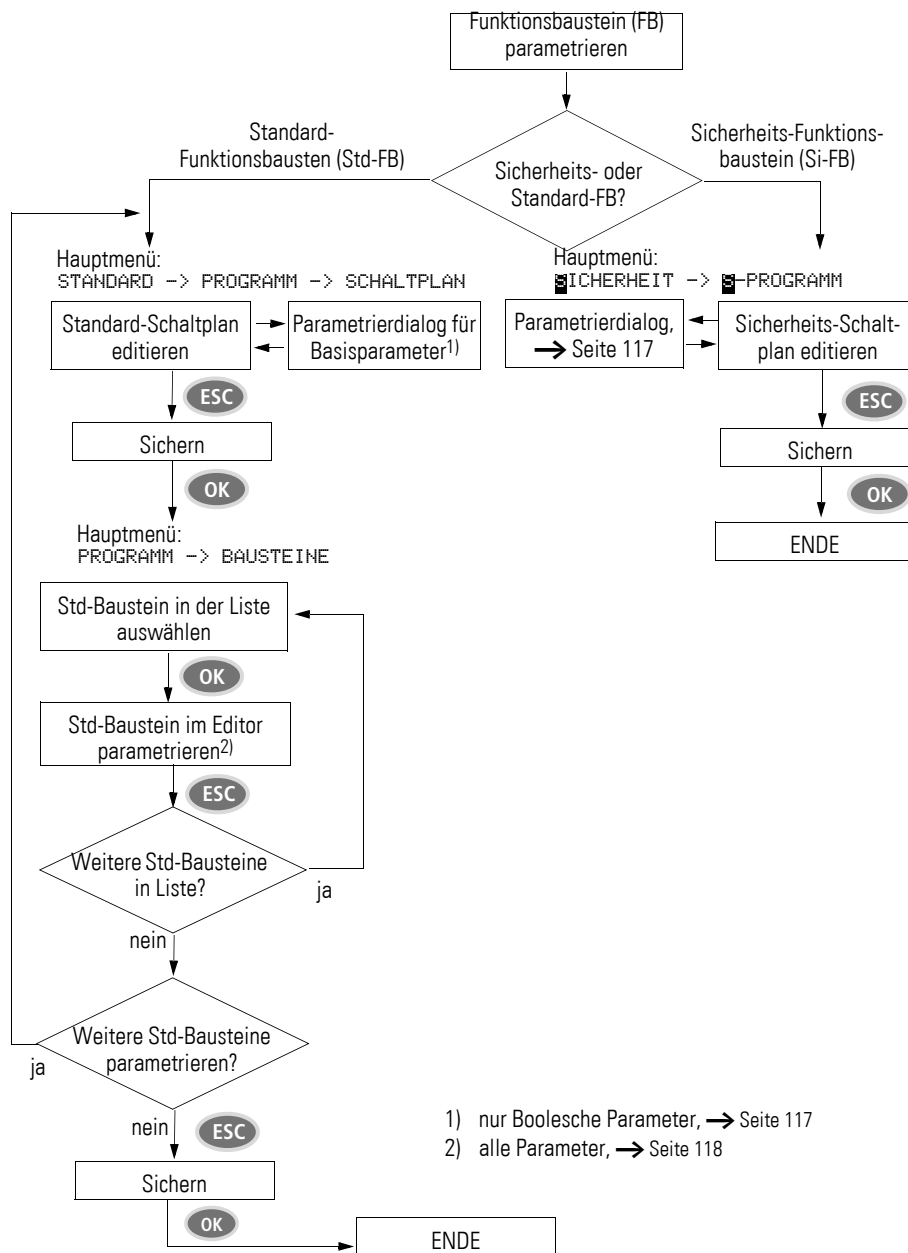 Funktionsbaustein (FB)
parametrieren
Standard-
Funktionsbausten (Std-FB)
Sicherheits-Funktions-
baustein (Si-FB)
Sicherheits- oder
Standard-FB?
Hauptmenü:
STANDARD -> PROGRAMM -> SCHALTPLAN
Hauptmenü:
SICHERHEIT -> S-PROGRAMM
Standard-Schaltplan
editieren
Parametrierdialog für
Basisparameter1)
Parametrierdialog,
→ Seite 117
Sicherheits-Schalt-
plan editieren
ESC
ESC
Sichern
Sichern
OK
OK
ENDE
Hauptmenü:
PROGRAMM -> BAUSTEINE
Std-Baustein in der Liste
auswählen
OK
Std-Baustein im Editor
parametrieren2)
ESC
Weitere Std-Bausteine
in Liste?
ja
nein
Weitere Std-Bausteine
parametrieren?
ja
nein
ESC
1) nur Boolesche Parameter, → Seite 117
2) alle Parameter, → Seite 118
Sichern
OK
ENDE